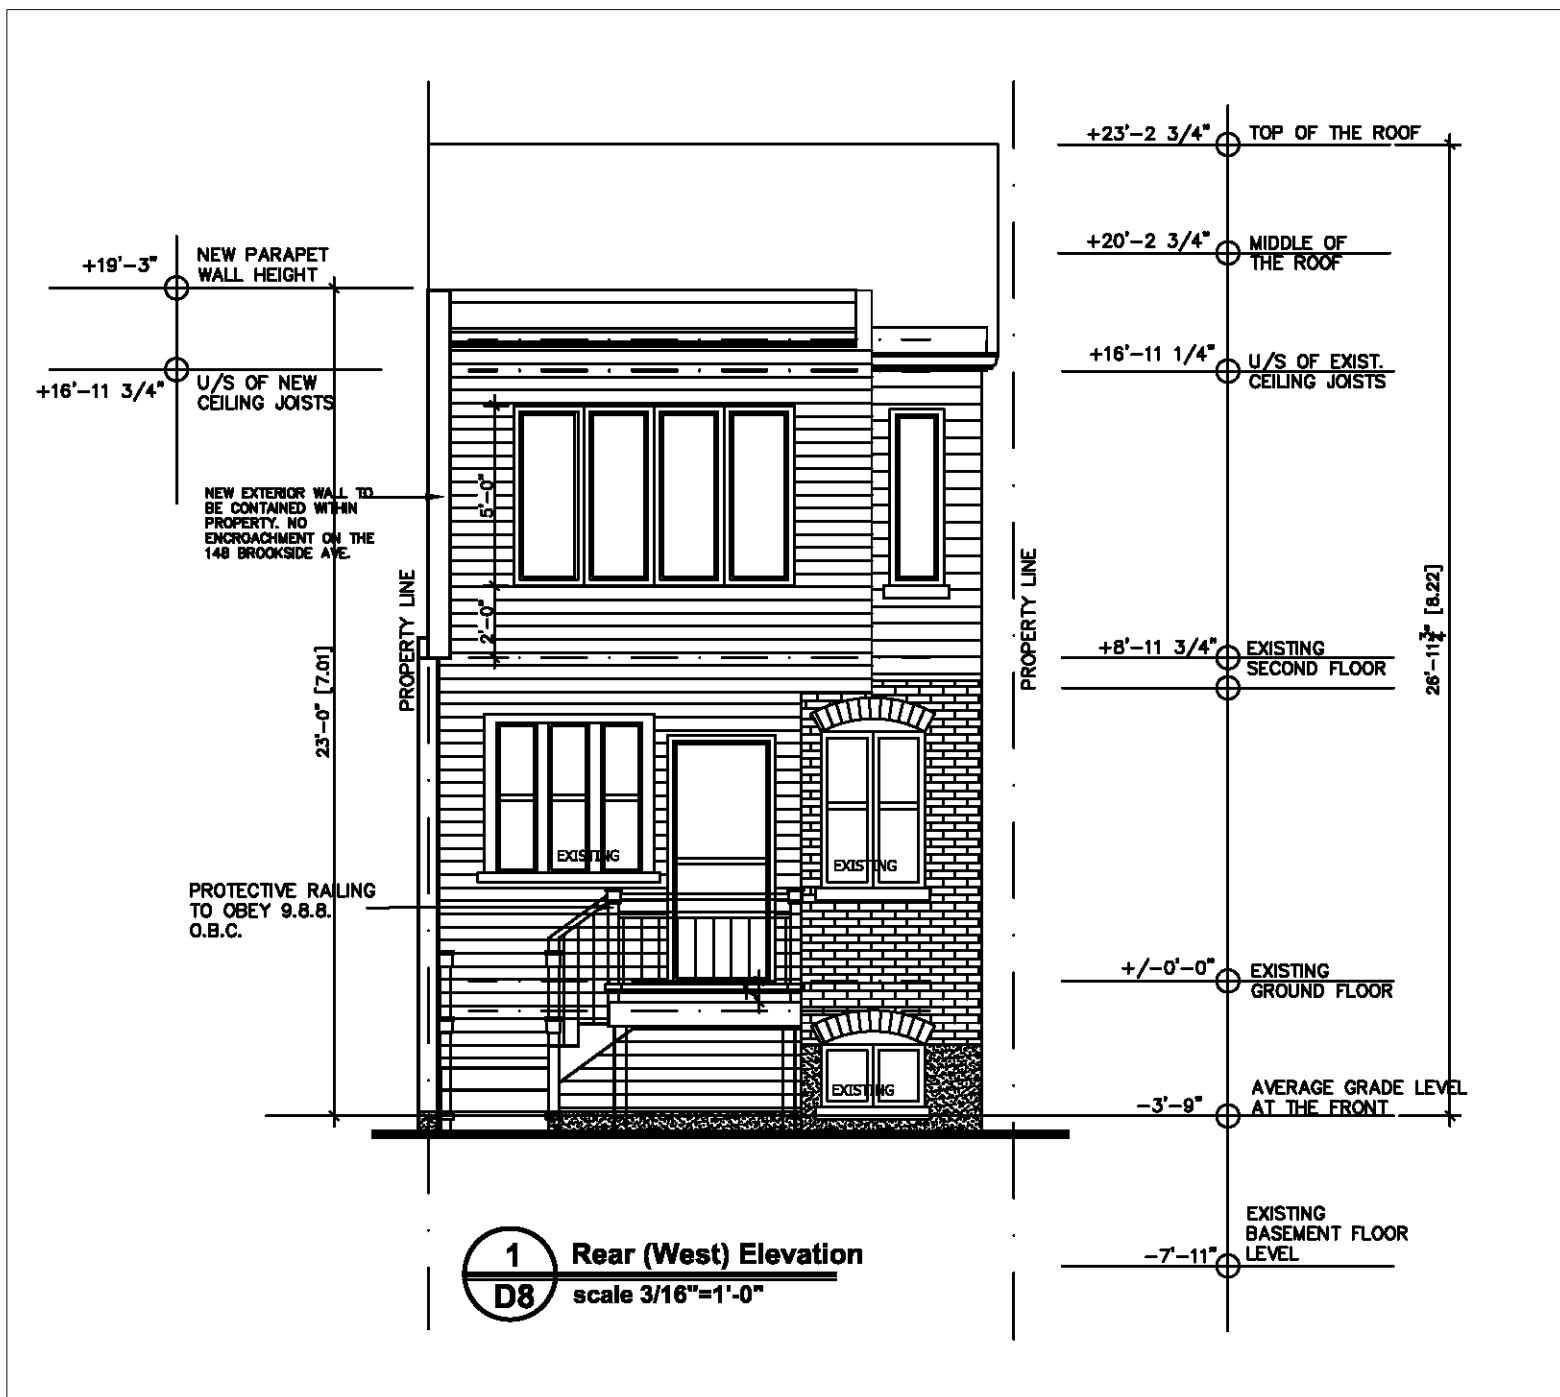 +23'-2 3/4"
TOP OF THE ROOF
+20'-2 3/4"
MIDDLE OF
THE ROOF
+19'-3"
NEW PARAPET
WALL HEIGHT
+16'-11 1/4"
U/S OF EXIST.
CEILING JOISTS
+16'-11 3/4"
U/S OF NEW
CEILING JOISTS
NEW EXTERIOR WALL TO
BE CONTAINED WITHIN
PROPERTY. NO
ENCROACHMENT ON THE
148 BROOKSIDE AVE.
5'-0"
2'-0"
PROPERTY LINE
PROPERTY LINE
23'-0" [7.01]
26'-11 3/4" [8.22]
+8'-11 3/4"
EXISTING
SECOND FLOOR
EXISTING
EXISTING
PROTECTIVE RAILING
TO OBEY 9.8.8.
O.B.C.
+/-0'-0"
EXISTING
GROUND FLOOR
EXISTING
-3'-9"
AVERAGE GRADE LEVEL
AT THE FRONT
-7'-11"
EXISTING
BASEMENT FLOOR
LEVEL
1
D8
Rear (West) Elevation
scale 3/16"=1'-0"